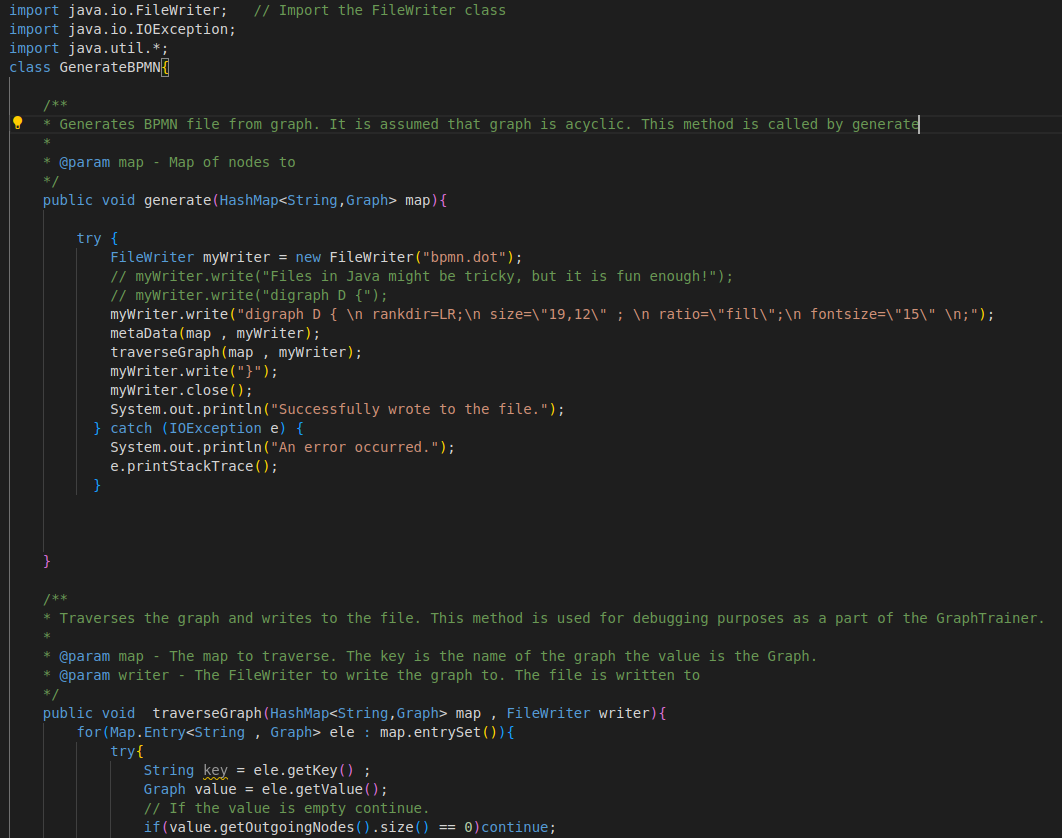 import java.io.FileWriter;   // Import the FileWriter class
import java.io.IOException;
import java.util.*;
class GenerateBPMN{
/**
* Generates BPMN file from graph. It is assumed that graph is acyclic. This method is called by generate
*
* @param map - Map of nodes to
*/
public void generate(HashMap<String,Graph> map){
try {
FileWriter myWriter = new FileWriter("bpmn.dot");
// myWriter.write("Files in Java might be tricky, but it is fun enough!");
// myWriter.write("digraph D {");
myWriter.write("digraph D { \n rankdir=LR;\n size=\"19,12\" ; \n ratio=\"fill\";\n fontsize=\"15\" \n;");
metaData(map , myWriter);
traverseGraph(map , myWriter);
myWriter.write("}");
myWriter.close();
System.out.println("Successfully wrote to the file.");
} catch (IOException e) {
System.out.println("An error occurred.");
e.printStackTrace();
}
}
/**
* Traverses the graph and writes to the file. This method is used for debugging purposes as a part of the GraphTrainer.
*
* @param map - The map to traverse. The key is the name of the graph the value is the Graph.
* @param writer - The FileWriter to write the graph to. The file is written to
*/
public void  traverseGraph(HashMap<String,Graph> map , FileWriter writer){
for(Map.Entry<String , Graph> ele : map.entrySet()){
try{
String key = ele.getKey() ;
Graph value = ele.getValue();
// If the value is empty continue.
if(value.getOutgoingNodes().size() == 0)continue;